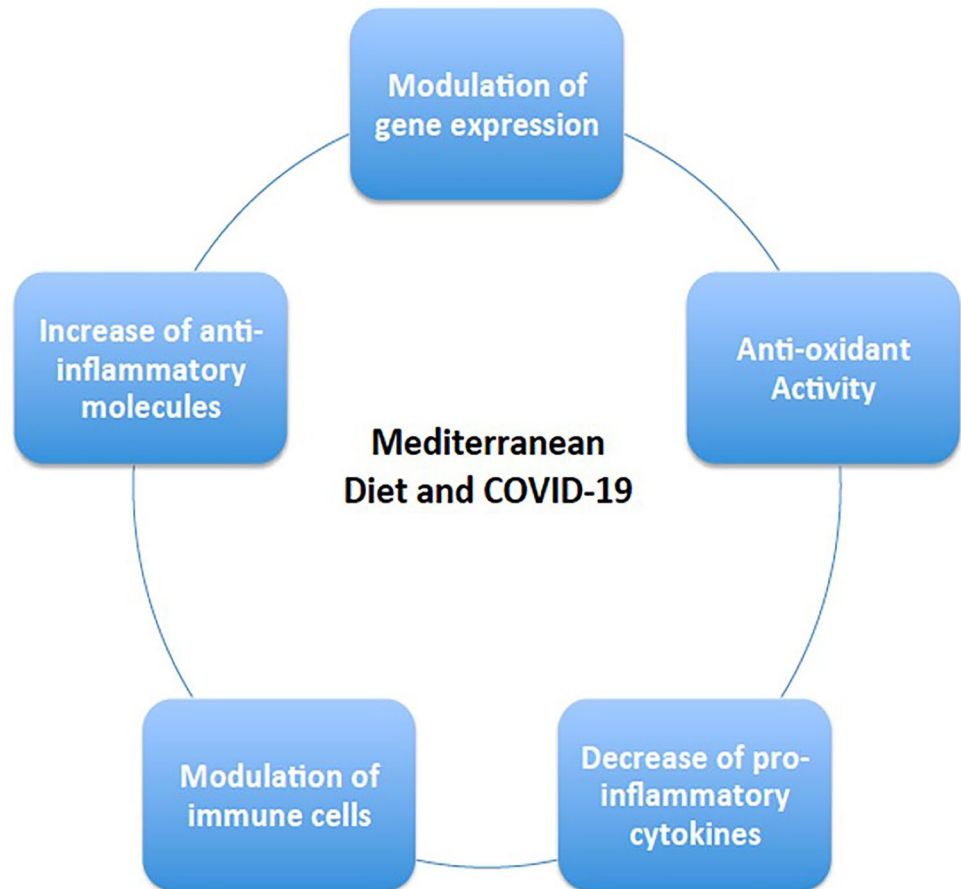 Modulation of
gene expression
Anti-oxidant
Activity
Decrease of pro-
inflammatory
cytokines
Modulation of
immune cells
Increase of anti-
inflammatory
molecules
Mediterranean
Diet and COVID-19